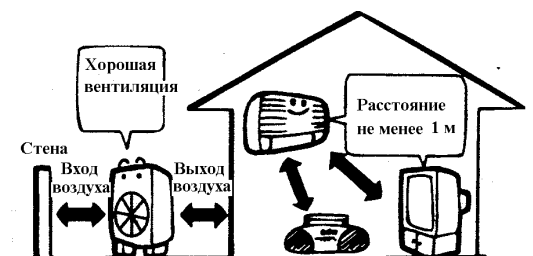 Хорошая
вентиляция
Расстояние
не менее 1 м
Стена
Вход
воздуха
Выход
воздуха